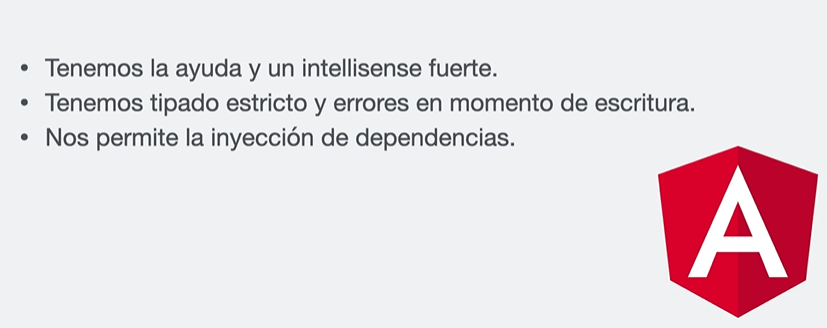 • Tenemos la ayuda y un intellisense fuerte.
• Tenemos tipado estricto y errores en momento de escritura.
• Nos permite la inyección de dependencias.
A